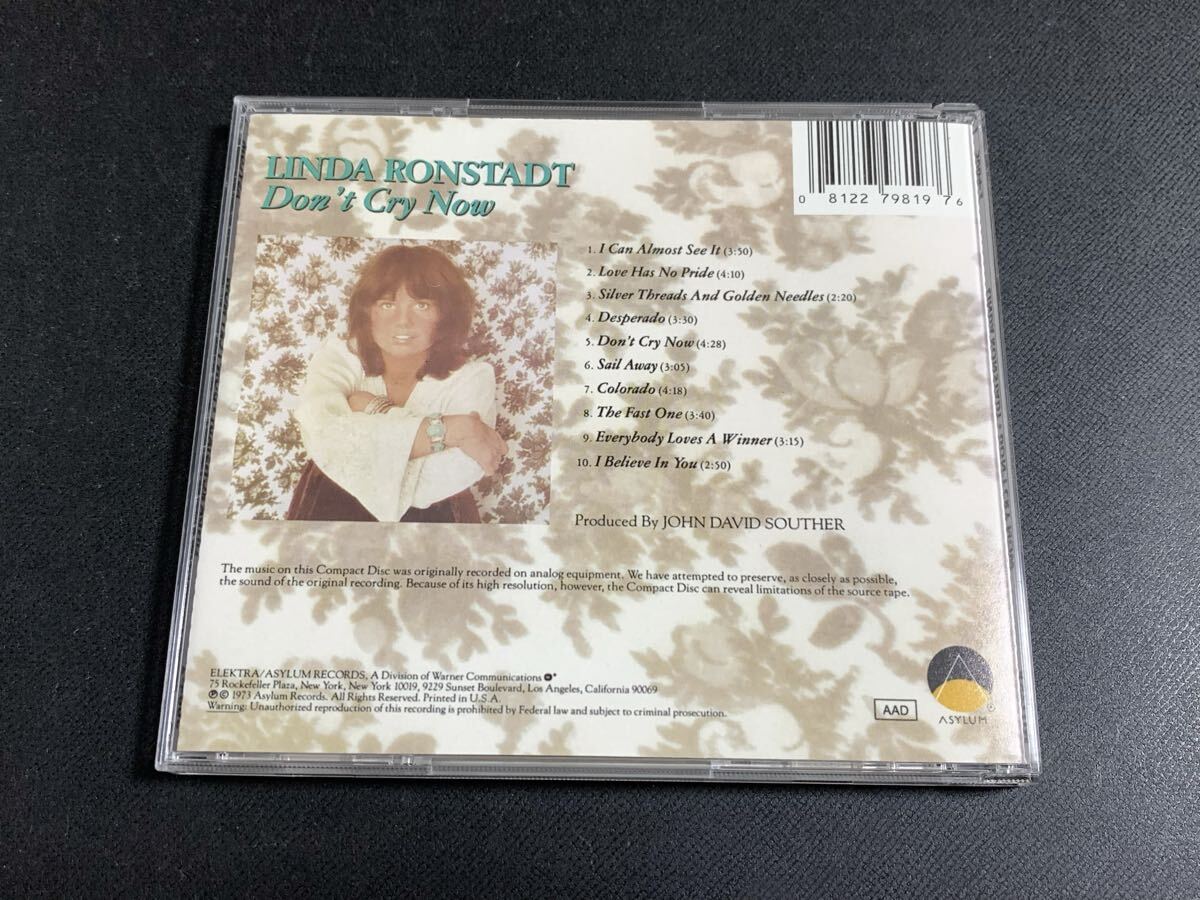 LINDA RONSTADT
Don't Cry Now
0 81227 98197 6
1. I Can Almost See It (3:50)
2. Love Has No Pride (4:10)
3. Silver Threads And Golden Needles (2:20)
4. Desperado (3:30)
5. Don't Cry Now (4:28)
6. Sail Away (3:05)
7. Colorado (4:18)
8. The Fast One (3:40)
9. Everybody Loves A Winner (3:15)
10. I Believe In You (2:50)
Produced By JOHN DAVID SOUTHER
The music on this Compact Disc was originally recorded on analog equipment. We have attempted to preserve, as closely as possible,
the sound of the original recording. Because of its high resolution, however, the Compact Disc can reveal limitations of the source tape.
ELEKTRA/ASYLUM RECORDS, A Division of Warner Communications
75 Rockefeller Plaza, New York, New York 10019, 9229 Sunset Boulevard, Los Angeles, California 90069
℗ © 1973 Asylum Records. All Rights Reserved. Printed in U.S.A.
Warning: Unauthorized reproduction of this recording is prohibited by Federal law and subject to criminal prosecution.
AAD
ASYLUM ®